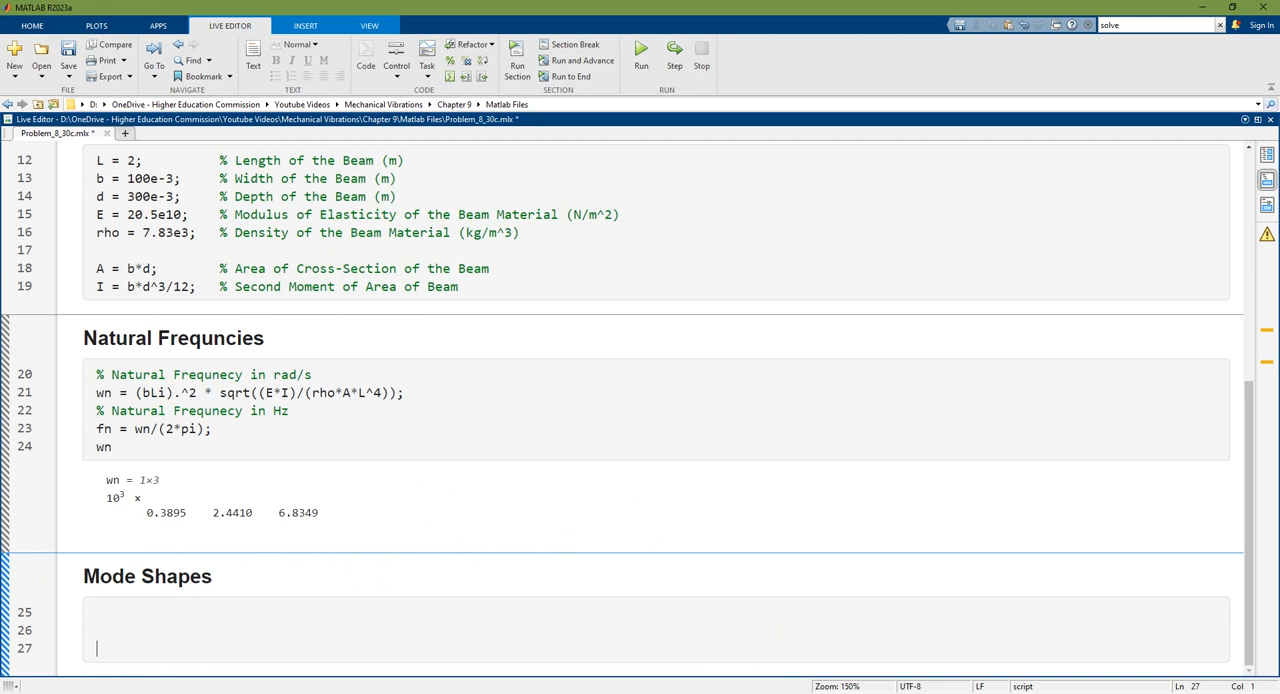 MATLAB R2023a
HOME PLOTS APPS LIVE EDITOR INSERT VIEW solve Sign In
New Open Save Compare Print Export Go To Find Bookmark Text Normal B I U M Code Control Task Refactor Run Section Section Break Run and Advance Run to End Run Step Stop
FILE NAVIGATE TEXT CODE SECTION RUN
D: OneDrive - Higher Education Commission Youtube Videos Mechanical Vibrations Chapter 9 Matlab Files
Live Editor - D:\OneDrive - Higher Education Commission\Youtube Videos\Mechanical Vibrations\Chapter 9\Matlab Files\Problem_8_30c.mlx *
Problem_8_30c.mlx *
12 L = 2; % Length of the Beam (m)
13 b = 100e-3; % Width of the Beam (m)
14 d = 300e-3; % Depth of the Beam (m)
15 E = 20.5e10; % Modulus of Elasticity of the Beam Material (N/m^2)
16 rho = 7.83e3; % Density of the Beam Material (kg/m^3)
17
18 A = b*d; % Area of Cross-Section of the Beam
19 I = b*d^3/12; % Second Moment of Area of Beam
Natural Frequncies
20 % Natural Frequnecy in rad/s
21 wn = (bLi).^2 * sqrt((E*I)/(rho*A*L^4));
22 % Natural Frequnecy in Hz
23 fn = wn/(2*pi);
24 wn
wn = 1×3
10^3 ×
0.3895 2.4410 6.8349
Mode Shapes
25
26
27
Zoom: 150% UTF-8 LF script Ln 27 Col 1